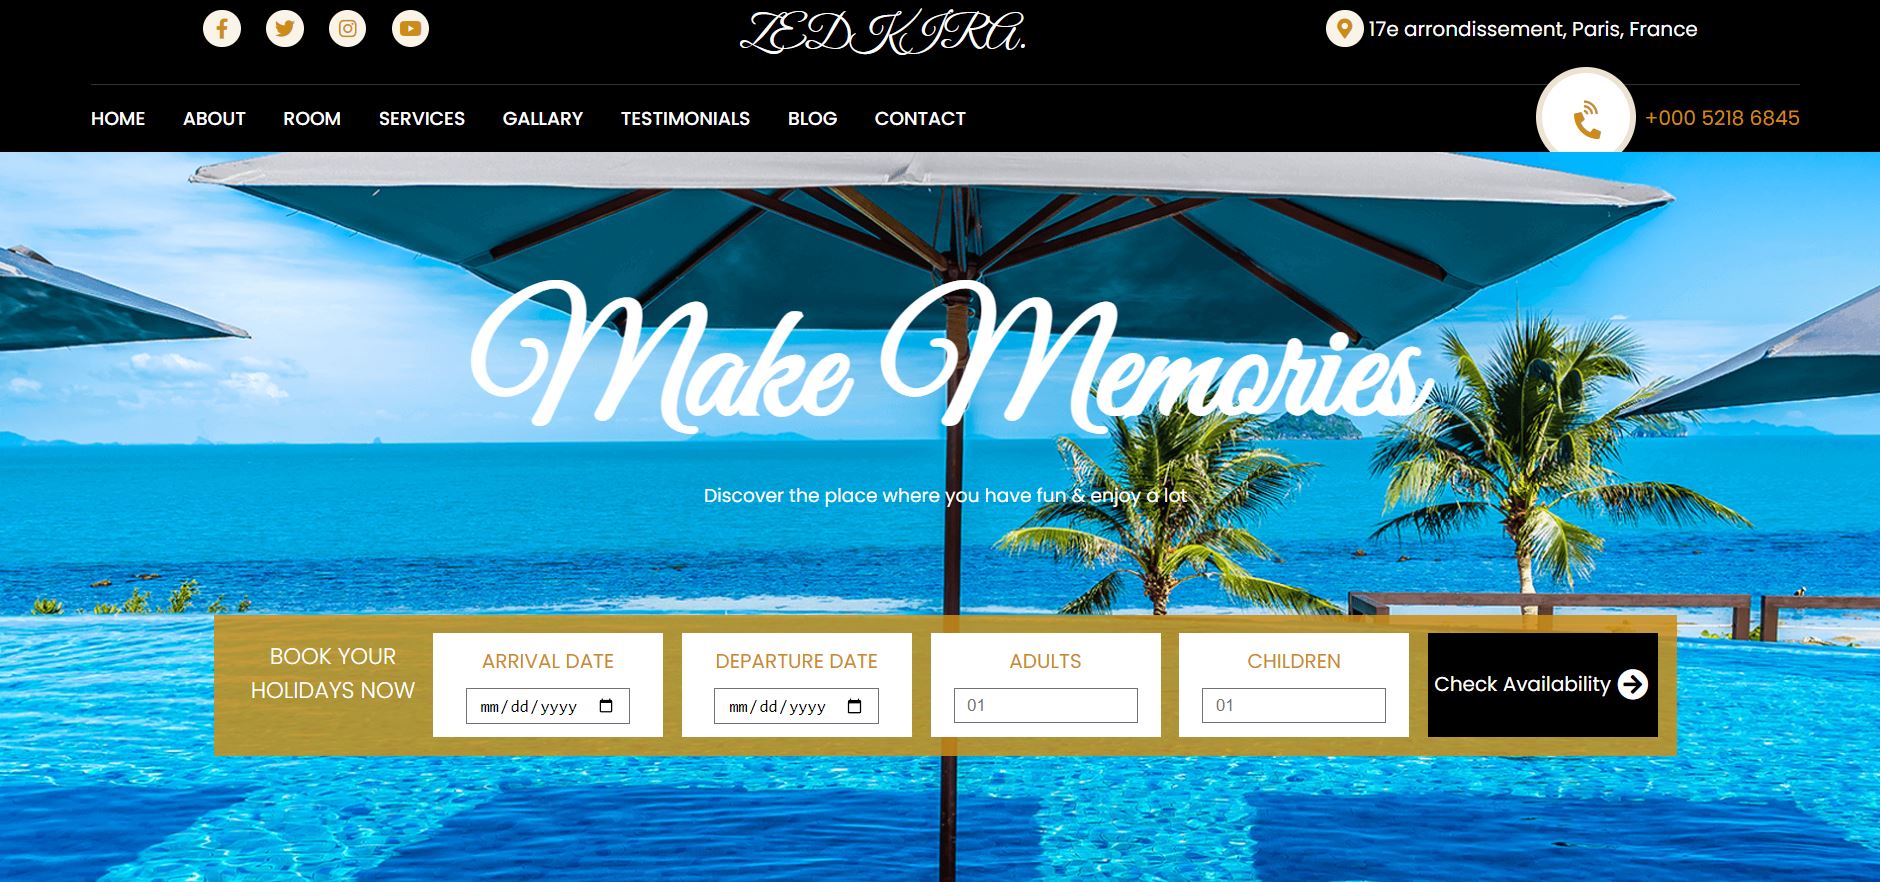 ZED KIRA.
17e arrondissement, Paris, France
HOME ABOUT ROOM SERVICES GALLARY TESTIMONIALS BLOG CONTACT
+000 5218 6845
Make Memories
Discover the place where you have fun & enjoy a lot
BOOK YOUR
HOLIDAYS NOW
ARRIVAL DATE
mm/dd/yyyy
DEPARTURE DATE
mm/dd/yyyy
ADULTS
01
CHILDREN
01
Check Availability